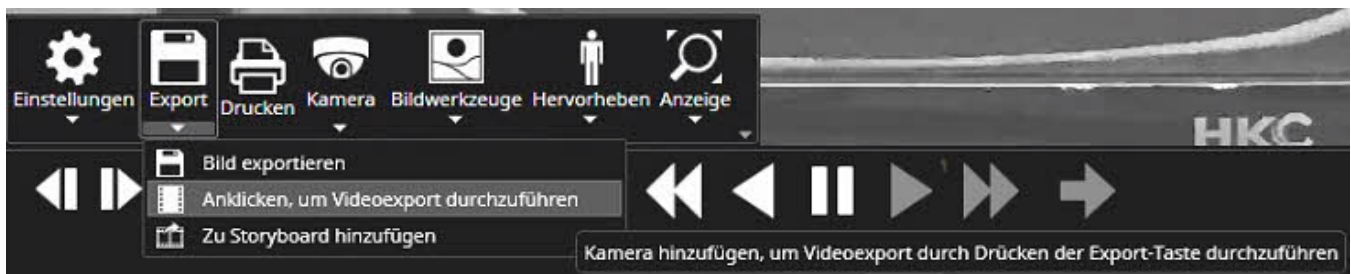 Einstellungen
Export
Drucken
Kamera
Bildwerkzeuge
Hervorheben
Anzeige
HKC
Bild exportieren
Anklicken, um Videoexport durchzuführen
Zu Storyboard hinzufügen
Kamera hinzufügen, um Videoexport durch Drücken der Export-Taste durchzuführen